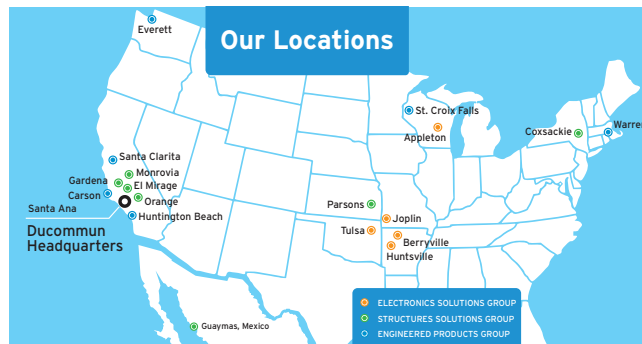 Our Locations
Everett
St. Croix Falls
Appleton
Coxsackie
Warren
Santa Clarita
Monrovia
Gardena
El Mirage
Carson
Orange
Santa Ana
Huntington Beach
Ducommun
Headquarters
Parsons
Joplin
Tulsa
Berryville
Huntsville
Guaymas, Mexico
ELECTRONICS SOLUTIONS GROUP
STRUCTURES SOLUTIONS GROUP
ENGINEERED PRODUCTS GROUP